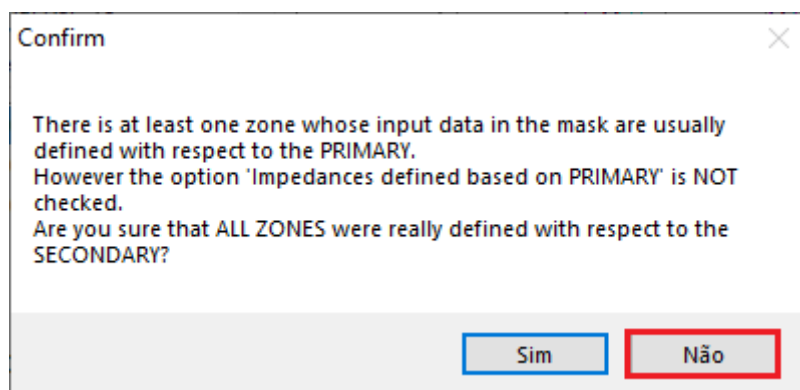 Confirm
There is at least one zone whose input data in the mask are usually
defined with respect to the PRIMARY.
However the option 'Impedances defined based on PRIMARY' is NOT
checked.
Are you sure that ALL ZONES were really defined with respect to the
SECONDARY?
Sim
Não